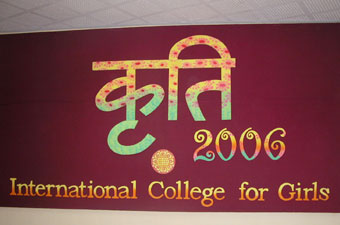 कृति
2006
International College for Girls